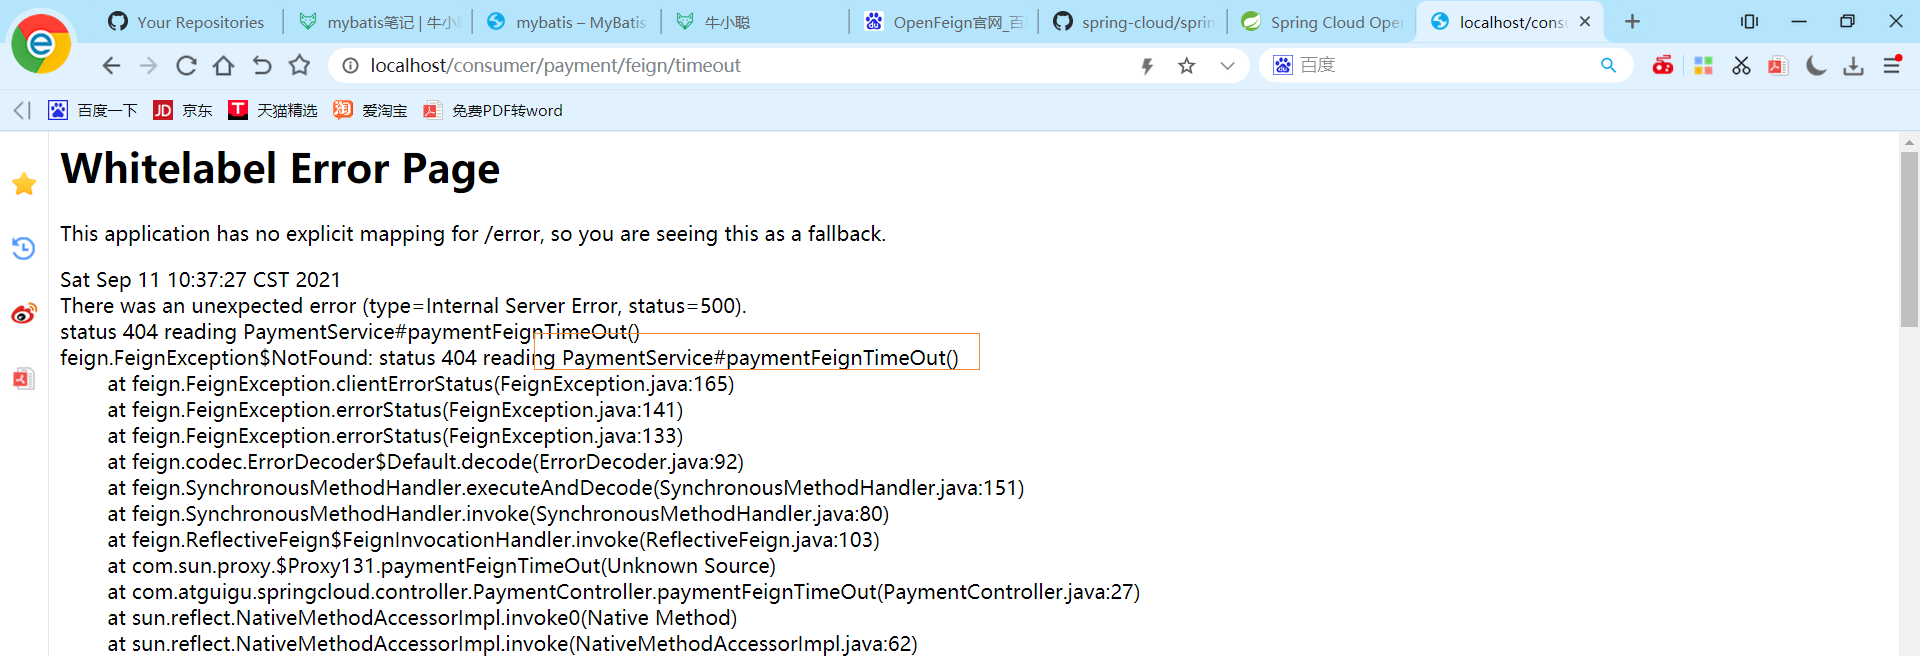 Your Repositories
mybatis笔记 | 牛小
mybatis – MyBatis
牛小聪
OpenFeign官网_百
spring-cloud/sprin
Spring Cloud Oper
localhost/consu
localhost/consumer/payment/feign/timeout
百度
百度一下
JD 京东
T 天猫精选
淘 爱淘宝
免费PDF转word
Whitelabel Error Page
This application has no explicit mapping for /error, so you are seeing this as a fallback.
Sat Sep 11 10:37:27 CST 2021
There was an unexpected error (type=Internal Server Error, status=500).
status 404 reading PaymentService#paymentFeignTimeOut()
feign.FeignException$NotFound: status 404 reading PaymentService#paymentFeignTimeOut()
at feign.FeignException.clientErrorStatus(FeignException.java:165)
at feign.FeignException.errorStatus(FeignException.java:141)
at feign.FeignException.errorStatus(FeignException.java:133)
at feign.codec.ErrorDecoder$Default.decode(ErrorDecoder.java:92)
at feign.SynchronousMethodHandler.executeAndDecode(SynchronousMethodHandler.java:151)
at feign.SynchronousMethodHandler.invoke(SynchronousMethodHandler.java:80)
at feign.ReflectiveFeign$FeignInvocationHandler.invoke(ReflectiveFeign.java:103)
at com.sun.proxy.$Proxy131.paymentFeignTimeOut(Unknown Source)
at com.atguigu.springcloud.controller.PaymentController.paymentFeignTimeOut(PaymentController.java:27)
at sun.reflect.NativeMethodAccessorImpl.invoke0(Native Method)
at sun.reflect.NativeMethodAccessorImpl.invoke(NativeMethodAccessorImpl.java:62)